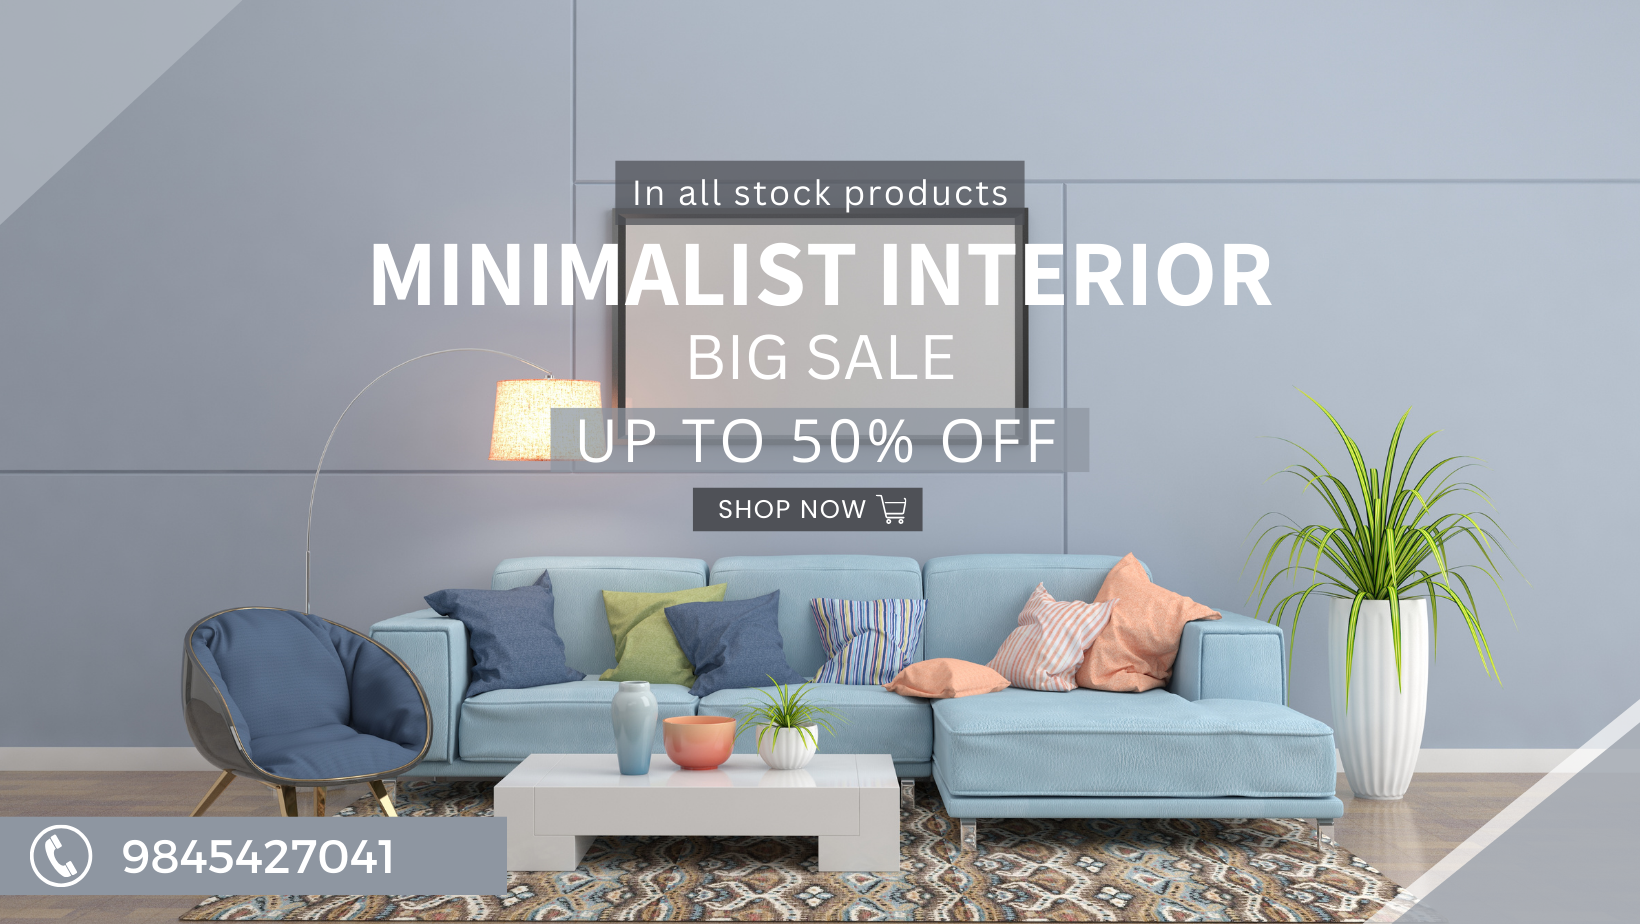 In all stock products
MINIMALIST INTERIOR
BIG SALE
UP TO 50% OFF
SHOP NOW
9845427041